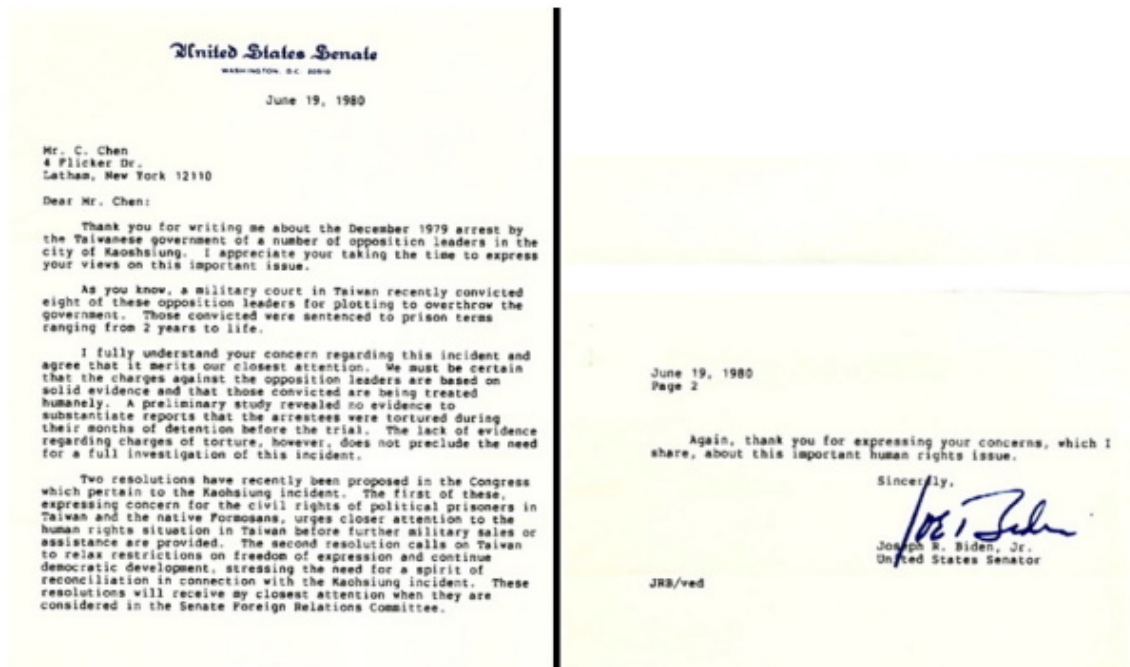 United States Senate
WASHINGTON, D.C. 20510
June 19, 1980
Mr. C. Chen
4 Flicker Dr.
Latham, New York 12110
Dear Mr. Chen:
Thank you for writing me about the December 1979 arrest by
the Taiwanese government of a number of opposition leaders in the
city of Kaoshsiung. I appreciate your taking the time to express
your views on this important issue.
As you know, a military court in Taiwan recently convicted
eight of these opposition leaders for plotting to overthrow the
government. Those convicted were sentenced to prison terms
ranging from 2 years to life.
I fully understand your concern regarding this incident and
agree that it merits our closest attention. We must be certain
that the charges against the opposition leaders are based on
solid evidence and that those convicted are being treated
humanely. A preliminary study revealed no evidence to
substantiate reports that the arrestees were tortured during
their months of detention before the trial. The lack of evidence
regarding charges of torture, however, does not preclude the need
for a full investigation of this incident.
Two resolutions have recently been proposed in the Congress
which pertain to the Kaohsiung incident. The first of these,
expressing concern for the civil rights of political prisoners in
Taiwan and the native Formosans, urges closer attention to the
human rights situation in Taiwan before further military sales or
assistance are provided. The second resolution calls on Taiwan
to relax restrictions on freedom of expression and continue
democratic development, stressing the need for a spirit of
reconciliation in connection with the Kaohsiung incident. These
resolutions will receive my closest attention when they are
considered in the Senate Foreign Relations Committee.
June 19, 1980
Page 2
Again, thank you for expressing your concerns, which I
share, about this important human rights issue.
Sincerely,
Joe Biden
Joseph R. Biden, Jr.
United States Senator
JRB/ved